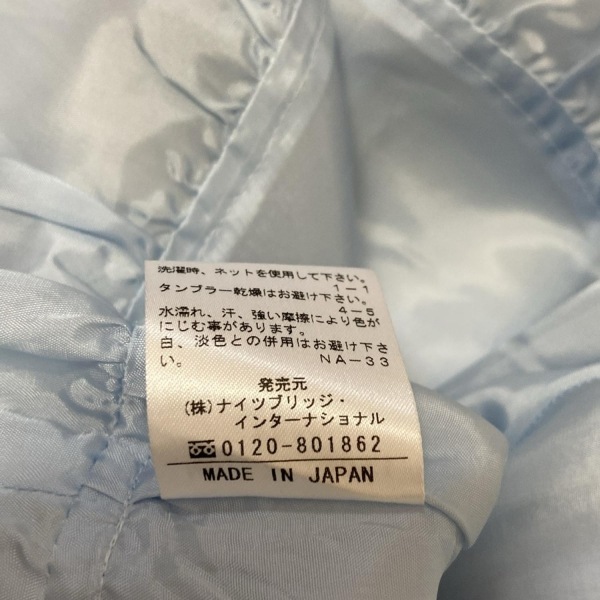 洗濯時、ネットを使用して下さい。
1-1
タンブラー乾燥はお避け下さい。
4-5
水濡れ、汗、強い摩擦により色が
にじむ事があります。
白、淡色との併用はお避け下さ
い。 NA-33
発売元
(株)ナイツブリッジ・
インターナショナル
0120-801862
MADE IN JAPAN